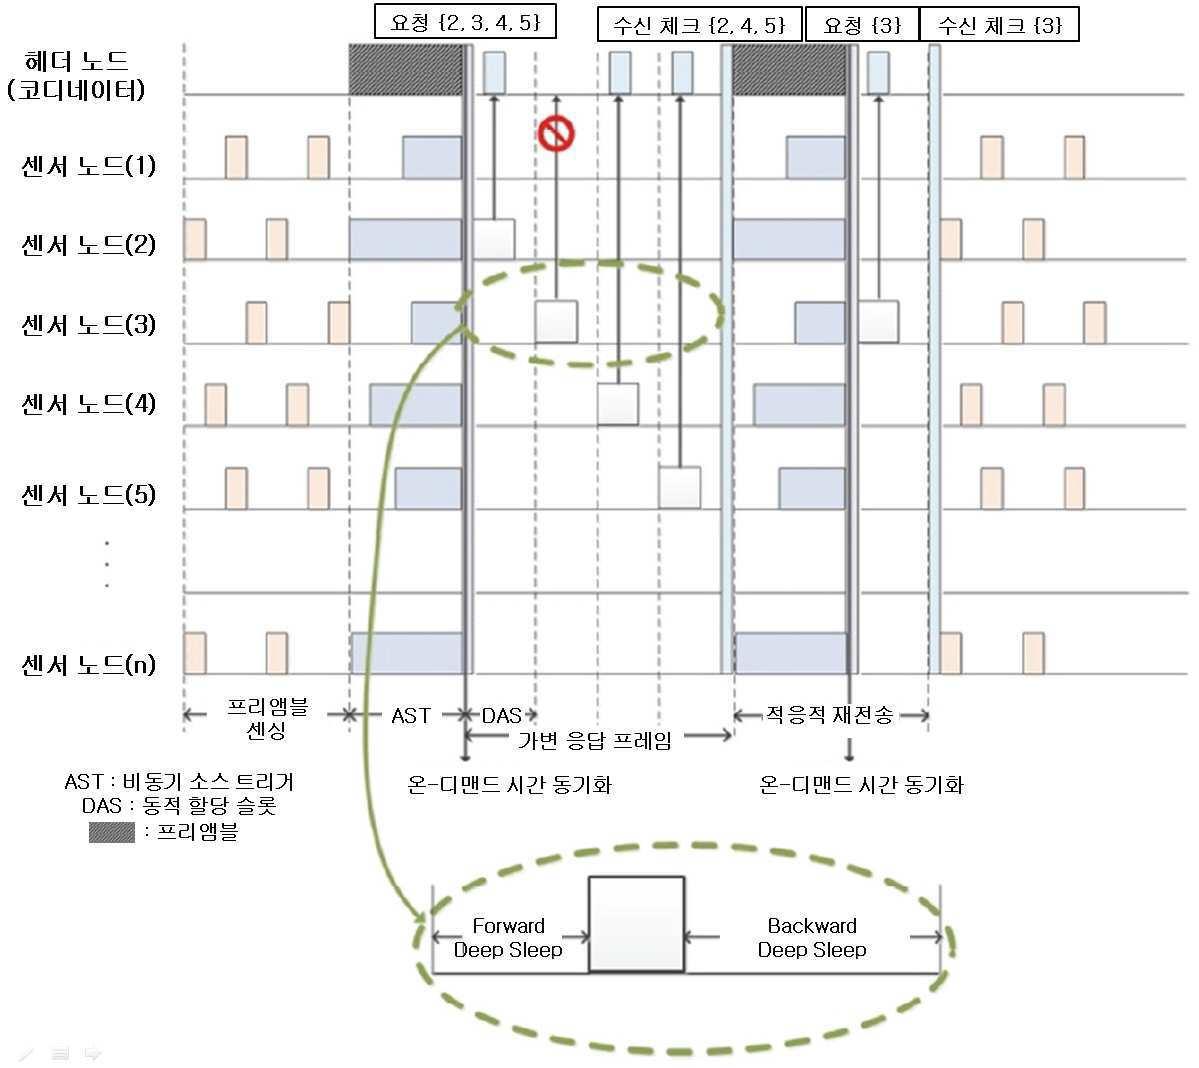 요청 {2, 3, 4, 5}
수신 체크 {2, 4, 5}
요청 {3}
수신 체크 {3}
헤더 노드
(코디네이터)
센서 노드(1)
센서 노드(2)
센서 노드(3)
센서 노드(4)
센서 노드(5)
센서 노드(n)
프리앰블
센싱
AST
DAS
적응적 재전송
가변 응답 프레임
온-디맨드 시간 동기화
온-디맨드 시간 동기화
AST : 비동기 소스 트리거
DAS : 동적 할당 슬롯
: 프리앰블
Forward
Deep Sleep
Backward
Deep Sleep